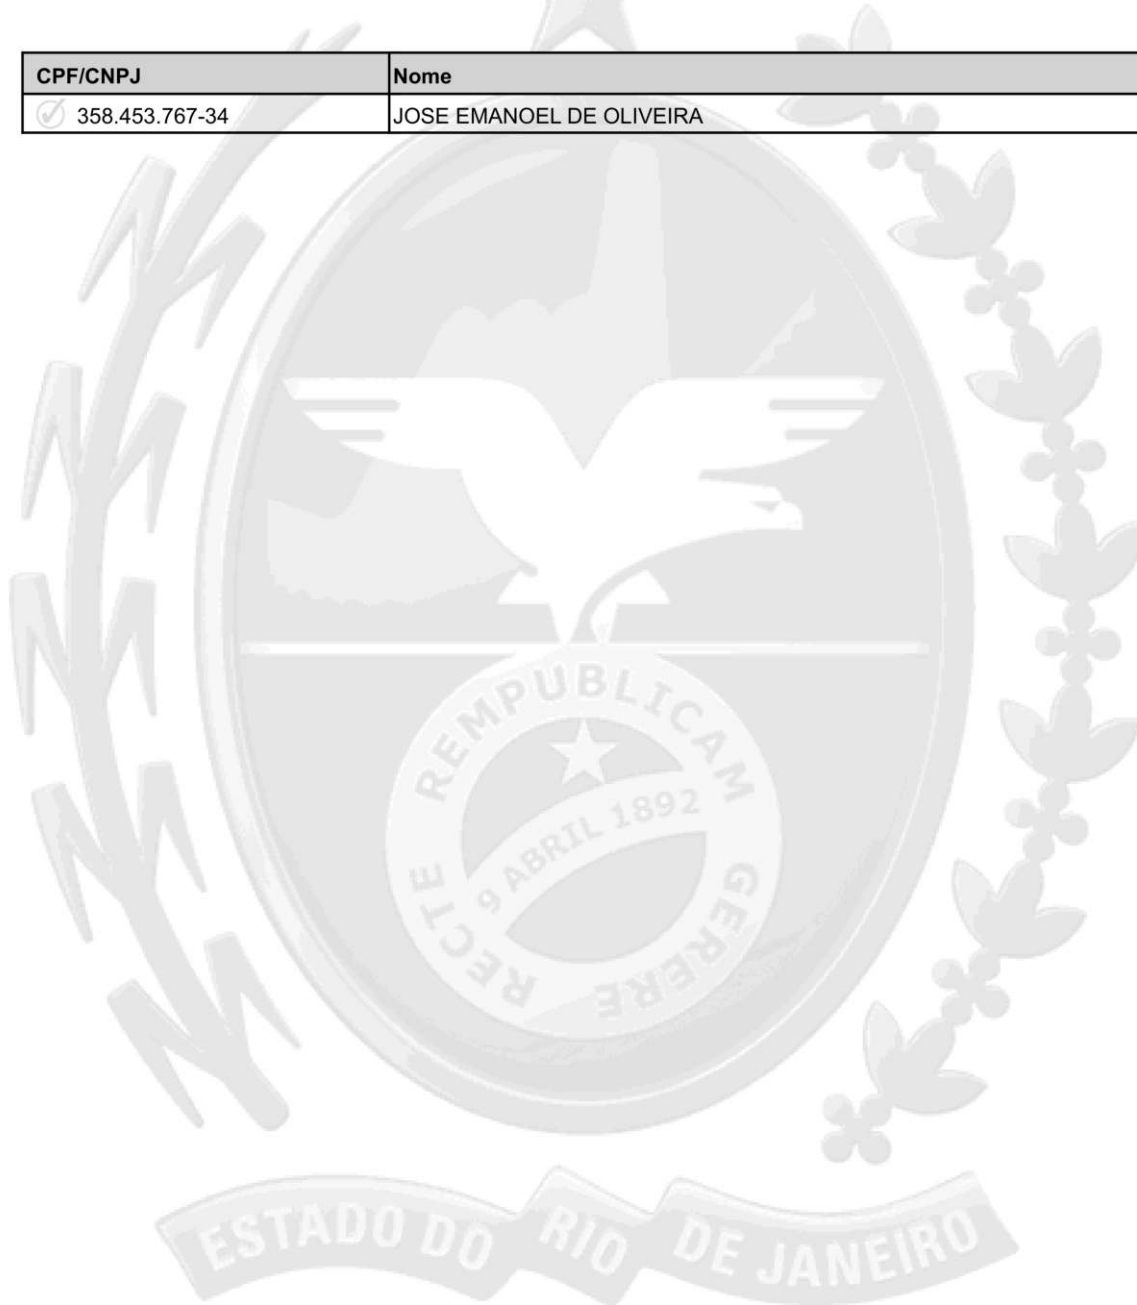 CPF/CNPJ Nome
358.453.767-34 JOSE EMANOEL DE OLIVEIRA
RECTE REMPUBLICAM GERERE
9 ABRIL 1892
ESTADO DO RIO DE JANEIRO